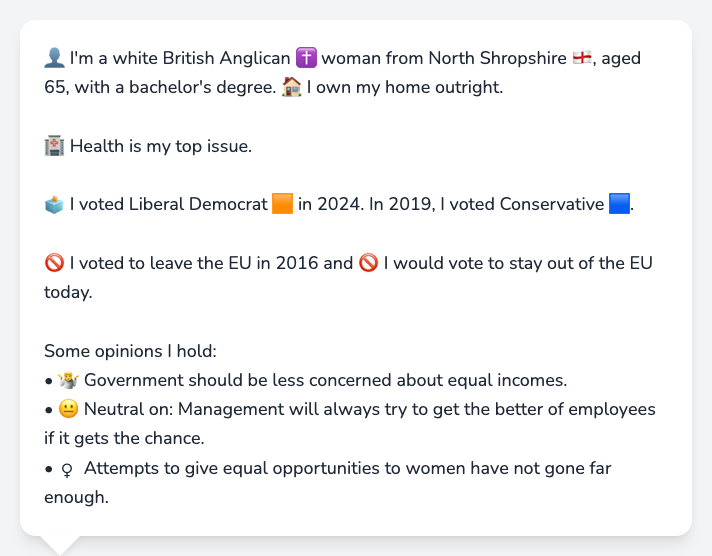 👤 I'm a white British Anglican ✝️ woman from North Shropshire 🏴󠁧󠁢󠁥󠁮󠁧󠁿, aged
65, with a bachelor's degree. 🏠 I own my home outright.
🏥 Health is my top issue.
🗳️ I voted Liberal Democrat 🟧 in 2024. In 2019, I voted Conservative 🟦.
🚫 I voted to leave the EU in 2016 and 🚫 I would vote to stay out of the EU
today.
Some opinions I hold:
• 🤷 Government should be less concerned about equal incomes.
• 😐 Neutral on: Management will always try to get the better of employees
if it gets the chance.
• ♀ Attempts to give equal opportunities to women have not gone far
enough.